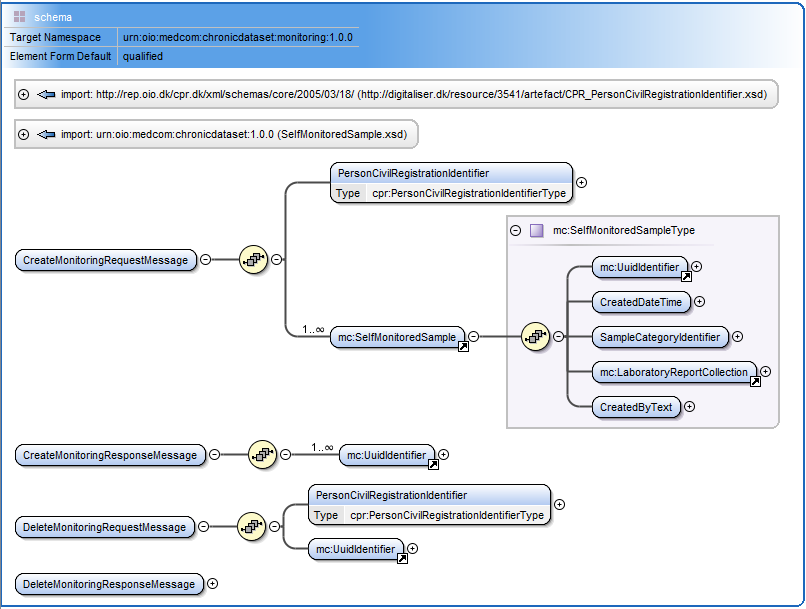 schema
Target Namespace urn:oio:medcom:chronicdataset:monitoring:1.0.0
Element Form Default qualified
import: http://rep.oio.dk/cpr.dk/xml/schemas/core/2005/03/18/ (http://digitaliser.dk/resource/3541/artefact/CPR_PersonCivilRegistrationIdentifier.xsd)
import: urn:oio:medcom:chronicdataset:1.0.0 (SelfMonitoredSample.xsd)
CreateMonitoringRequestMessage
PersonCivilRegistrationIdentifier
Type cpr:PersonCivilRegistrationIdentifierType
1..∞ mc:SelfMonitoredSample
mc:SelfMonitoredSampleType
mc:UuidIdentifier
CreatedDateTime
SampleCategoryIdentifier
mc:LaboratoryReportCollection
CreatedByText
CreateMonitoringResponseMessage
1..∞ mc:UuidIdentifier
DeleteMonitoringRequestMessage
PersonCivilRegistrationIdentifier
Type cpr:PersonCivilRegistrationIdentifierType
mc:UuidIdentifier
DeleteMonitoringResponseMessage